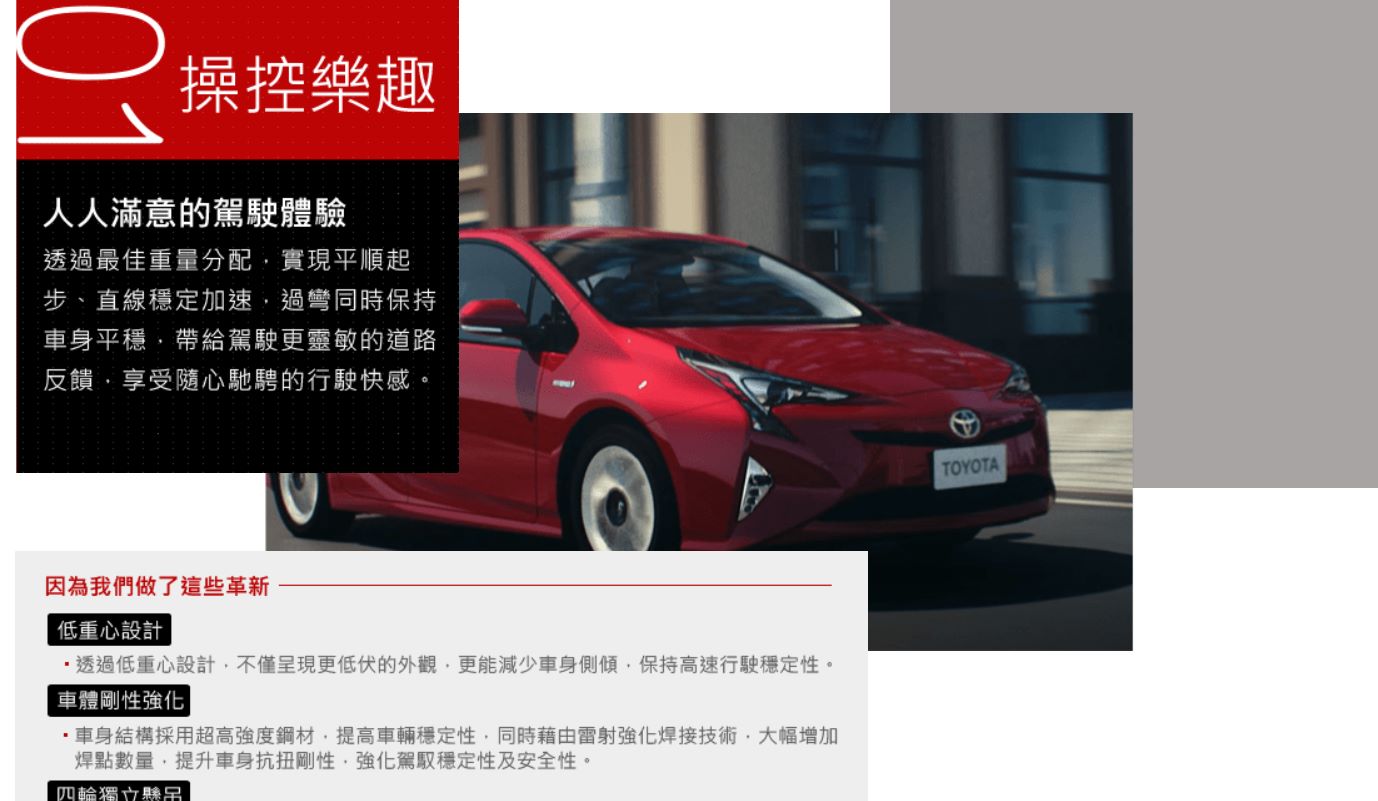 01
操控樂趣
人人滿意的駕駛體驗
透過最佳重量分配，實現平順起
步、直線穩定加速，過彎同時保持
車身平穩，帶給駕駛更靈敏的道路
反饋，享受隨心馳騁的行駛快感。
TOYOTA
因為我們做了這些革新
低重心設計
透過低重心設計，不僅呈現更低伏的外觀，更能減少車身側傾，保持高速行駛穩定性。
車體剛性強化
車身結構採用超高強度鋼材，提高車輛穩定性，同時藉由雷射強化焊接技術，大幅增加
焊點數量，提升車身抗扭剛性，強化駕馭穩定性及安全性。
四輪獨立懸吊